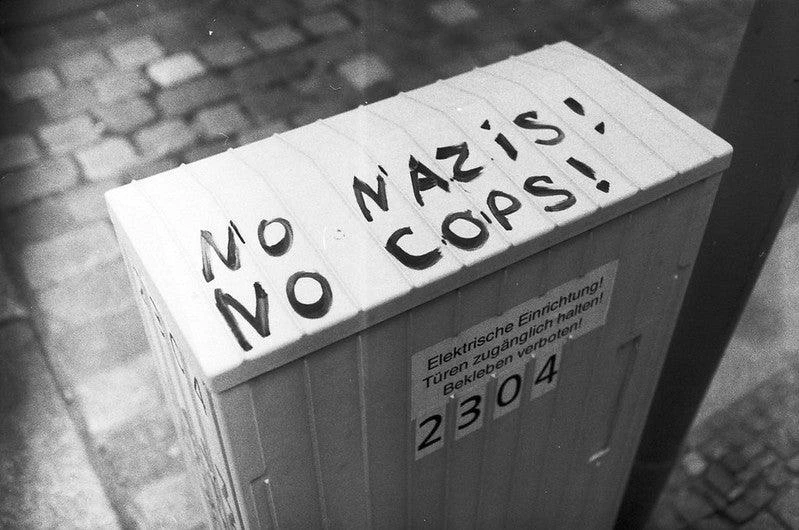 NO NAZiS!
NO COPS!
Elektrische Einrichtung!
Türen zugänglich halten!
Bekleben verboten!
2304